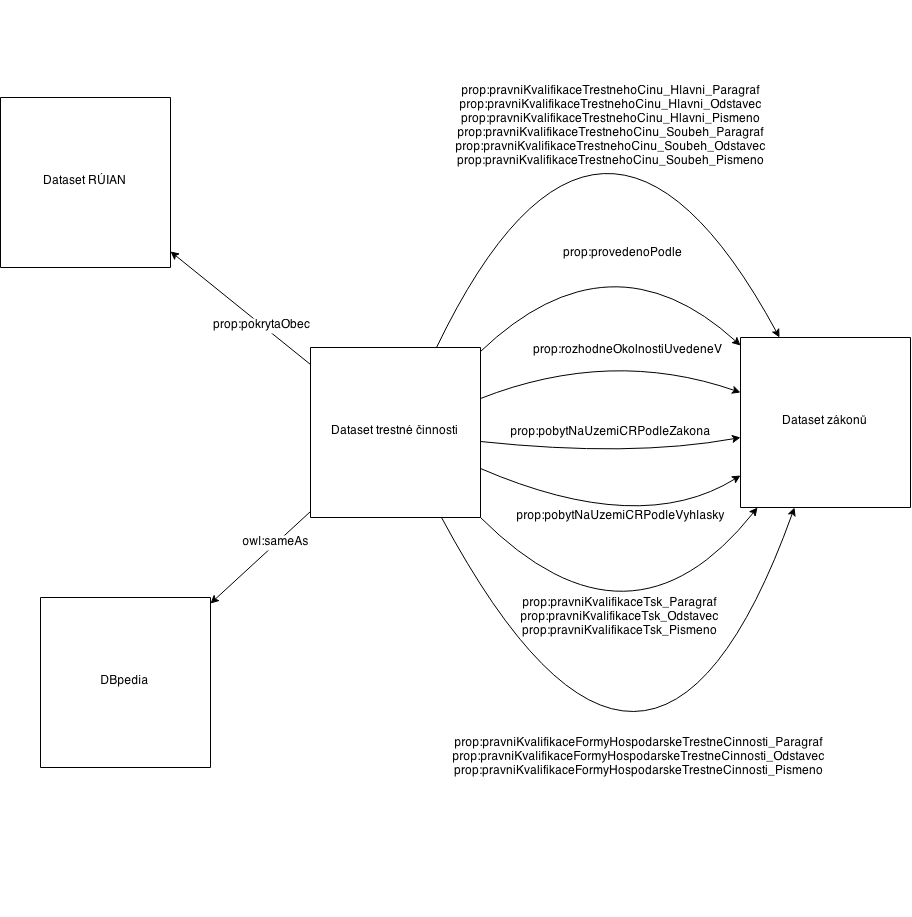 prop:pravniKvalifikaceTrestnehoCinu_Hlavni_Paragraf
prop:pravniKvalifikaceTrestnehoCinu_Hlavni_Odstavec
prop:pravniKvalifikaceTrestnehoCinu_Hlavni_Pismeno
prop:pravniKvalifikaceTrestnehoCinu_Soubeh_Paragraf
prop:pravniKvalifikaceTrestnehoCinu_Soubeh_Odstavec
prop:pravniKvalifikaceTrestnehoCinu_Soubeh_Pismeno
Dataset RÚIAN
prop:provedenoPodle
prop:pokrytaObec
prop:rozhodneOkolnostiUvedeneV
Dataset trestné činnosti
prop:pobytNaUzemiCRPodleZakona
Dataset zákonů
prop:pobytNaUzemiCRPodleVyhlasky
owl:sameAs
prop:pravniKvalifikaceTsk_Paragraf
prop:pravniKvalifikaceTsk_Odstavec
prop:pravniKvalifikaceTsk_Pismeno
DBpedia
prop:pravniKvalifikaceFormyHospodarskeTrestneCinnosti_Paragraf
prop:pravniKvalifikaceFormyHospodarskeTrestneCinnosti_Odstavec
prop:pravniKvalifikaceFormyHospodarskeTrestneCinnosti_Pismeno